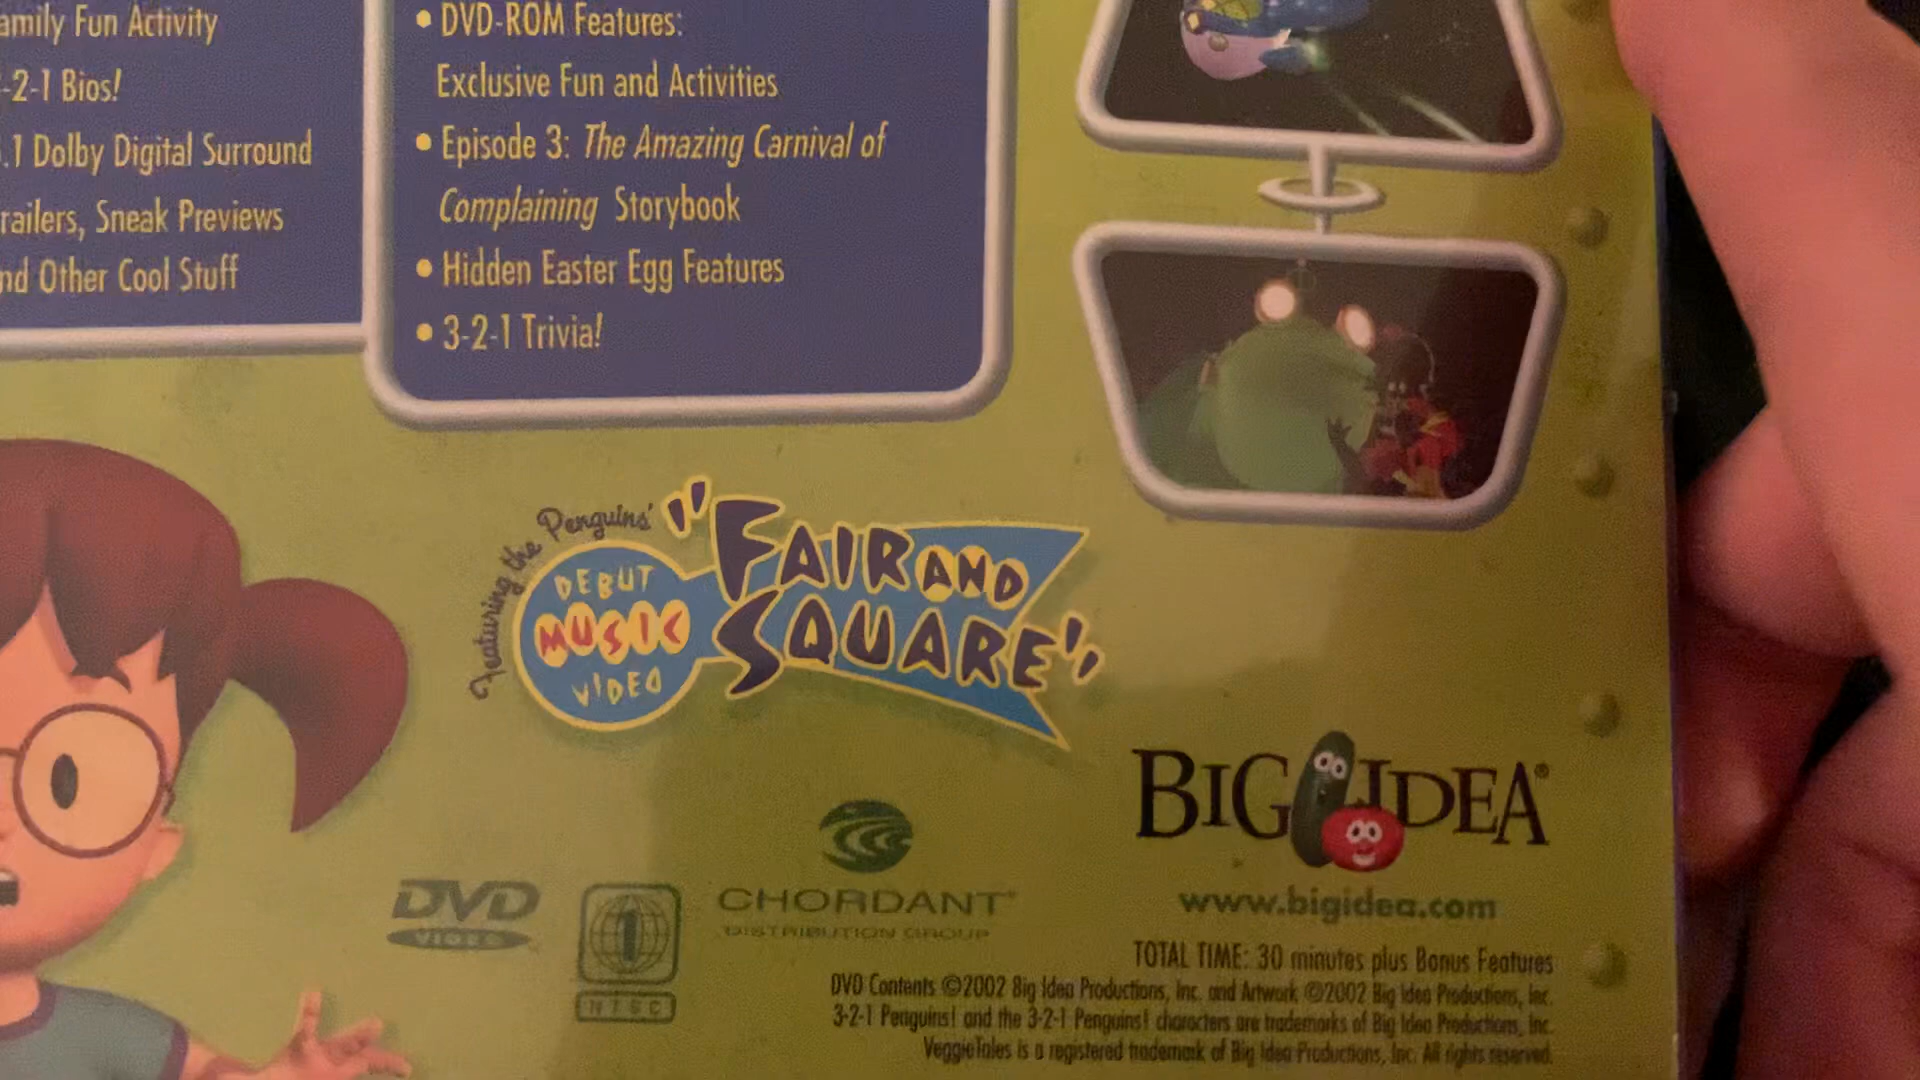 amily Fun Activity
-2-1 Bios!
.1 Dolby Digital Surround
railers, Sneak Previews
nd Other Cool Stuff
• DVD-ROM Features:
Exclusive Fun and Activities
• Episode 3: The Amazing Carnival of
Complaining Storybook
• Hidden Easter Egg Features
• 3-2-1 Trivia!
Featuring the Penguins'
DEBUT
MUSIC
VIDEO
"FAIR AND
SQUARE"
BIG IDEA®
www.bigidea.com
DVD
VIDEO
1
NTSC
CHORDANT®
DISTRIBUTION GROUP
TOTAL TIME: 30 minutes plus Bonus Features
DVD Contents ©2002 Big Idea Productions, Inc. and Artwork ©2002 Big Idea Productions, Inc.
3-2-1 Penguins! and the 3-2-1 Penguins! characters are trademarks of Big Idea Productions, Inc.
VeggieTales is a registered trademark of Big Idea Productions, Inc. All rights reserved.